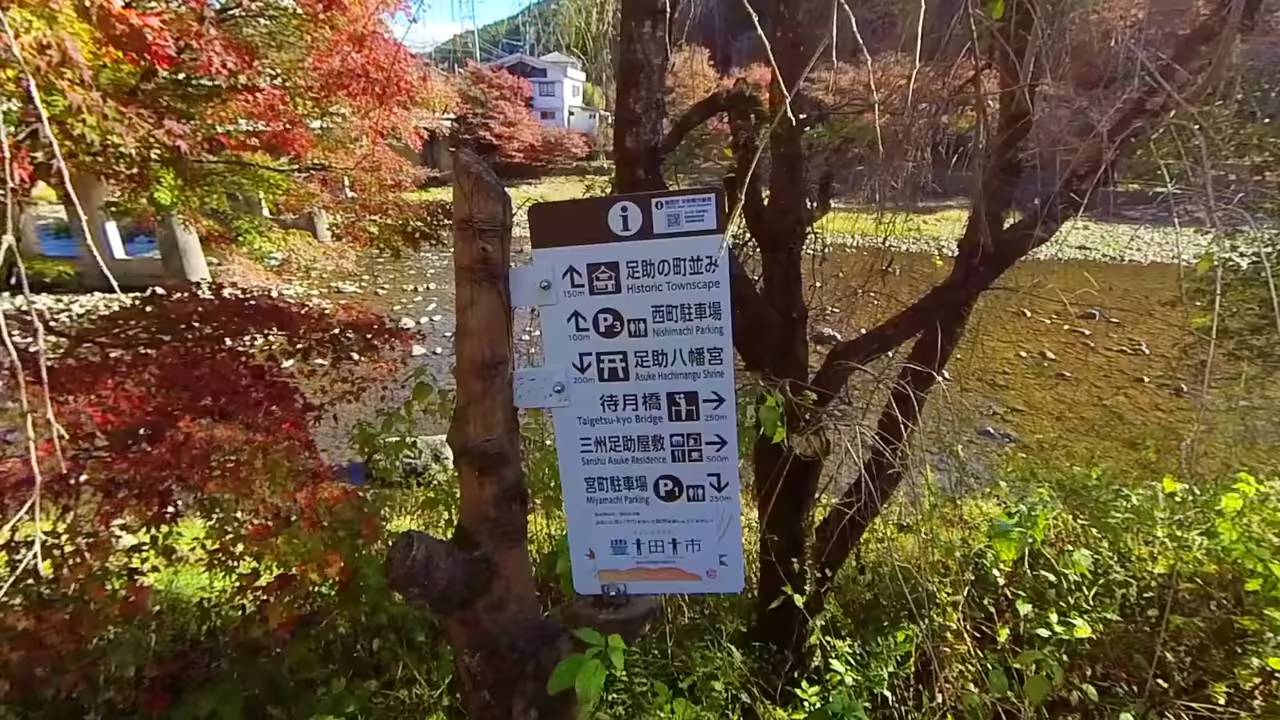 足助の町並み
Historic Townscape
150m
西町駐車場
P3
Nishimachi Parking
100m
足助八幡宮
Asuke Hachimangu Shrine
200m
待月橋
Taigetsu-kyo Bridge
250m
三州足助屋敷
Sanshu Asuke Residence
500m
宮町駐車場
P1
Miyamachi Parking
250m
豊田市